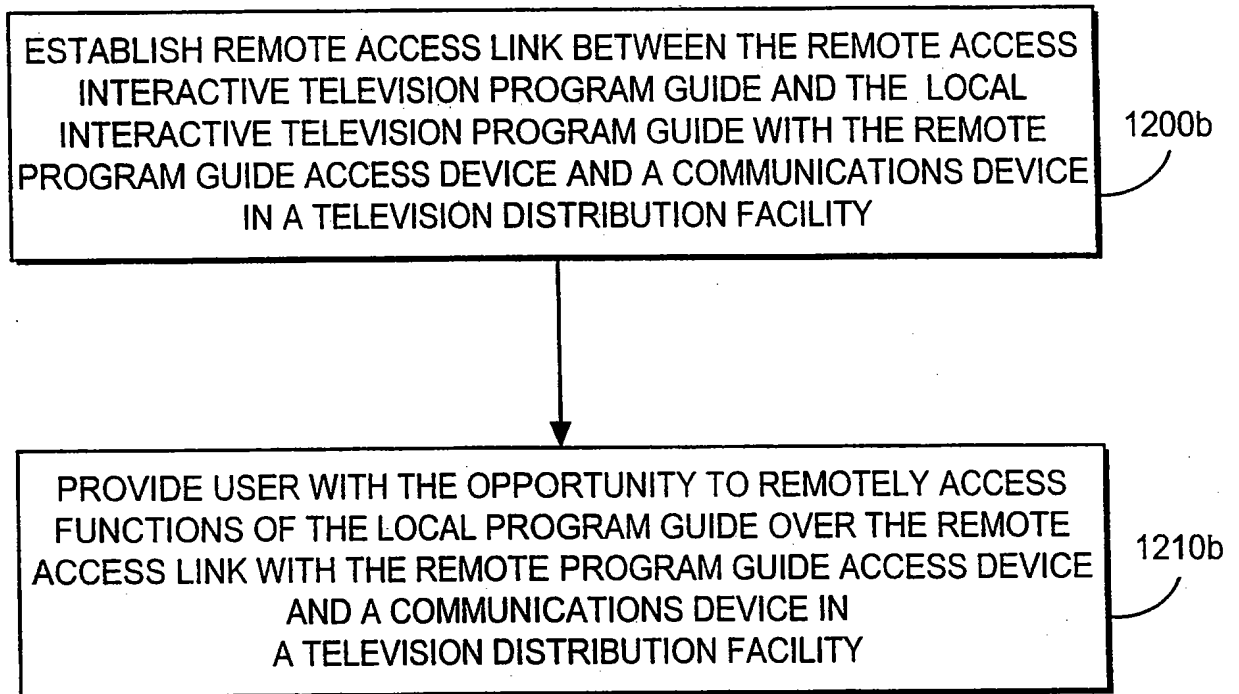 ESTABLISH REMOTE ACCESS LINK BETWEEN THE REMOTE ACCESS
INTERACTIVE TELEVISION PROGRAM GUIDE AND THE LOCAL
INTERACTIVE TELEVISION PROGRAM GUIDE WITH THE REMOTE
PROGRAM GUIDE ACCESS DEVICE AND A COMMUNICATIONS DEVICE
IN A TELEVISION DISTRIBUTION FACILITY
1200b
PROVIDE USER WITH THE OPPORTUNITY TO REMOTELY ACCESS
FUNCTIONS OF THE LOCAL PROGRAM GUIDE OVER THE REMOTE
ACCESS LINK WITH THE REMOTE PROGRAM GUIDE ACCESS DEVICE
AND A COMMUNICATIONS DEVICE IN
A TELEVISION DISTRIBUTION FACILITY
1210b